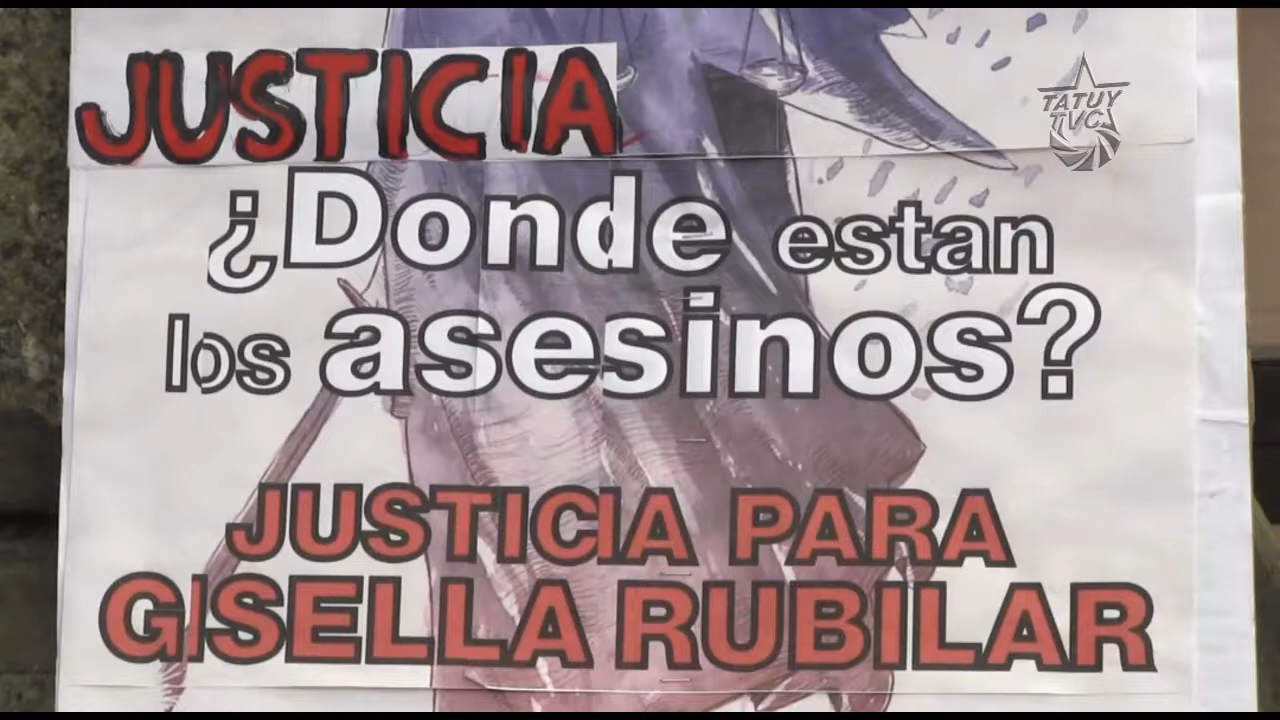 JUSTICIA
TATUY
TVC
¿Donde estan
los asesinos?
JUSTICIA PARA
GISELLA RUBILAR